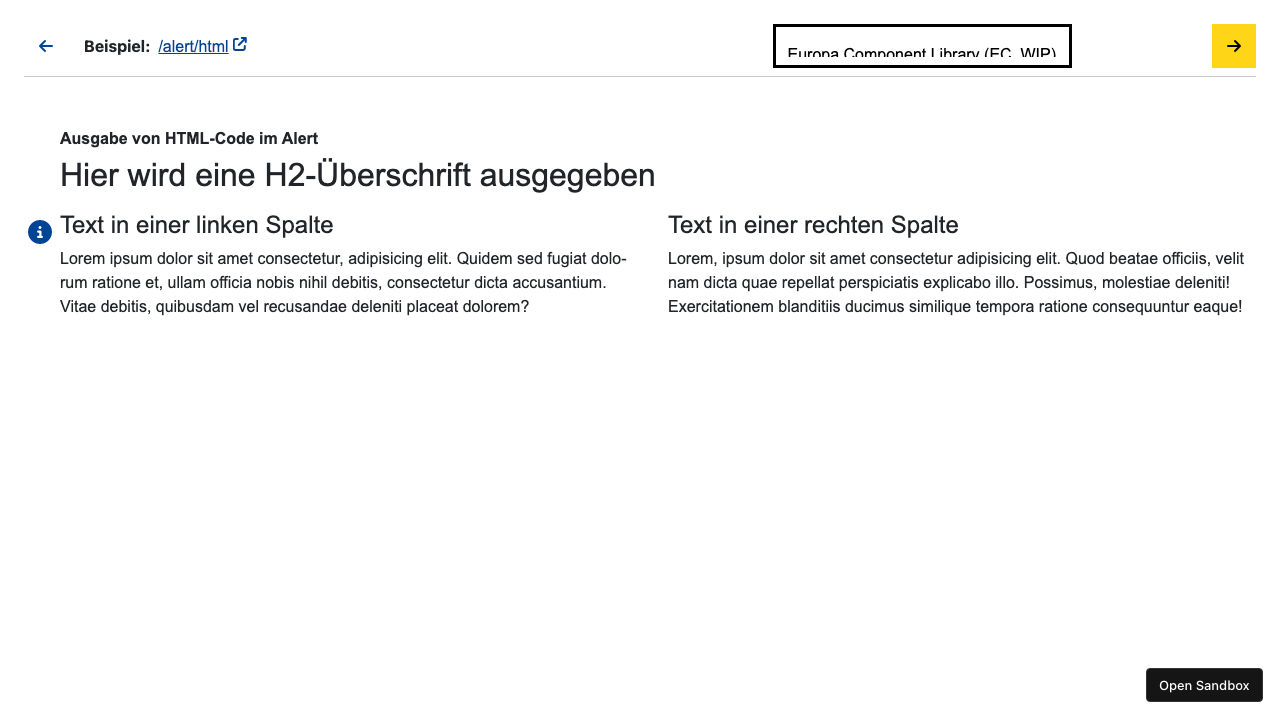 Beispiel: /alert/html
Europa Component Library (EC, WIP)
Ausgabe von HTML-Code im Alert
Hier wird eine H2-Überschrift ausgegeben
Text in einer linken Spalte
Lorem ipsum dolor sit amet consectetur, adipisicing elit. Quidem sed fugiat dolo-
rum ratione et, ullam officia nobis nihil debitis, consectetur dicta accusantium.
Vitae debitis, quibusdam vel recusandae deleniti placeat dolorem?
Text in einer rechten Spalte
Lorem, ipsum dolor sit amet consectetur adipisicing elit. Quod beatae officiis, velit
nam dicta quae repellat perspiciatis explicabo illo. Possimus, molestiae deleniti!
Exercitationem blanditiis ducimus similique tempora ratione consequuntur eaque!
Open Sandbox